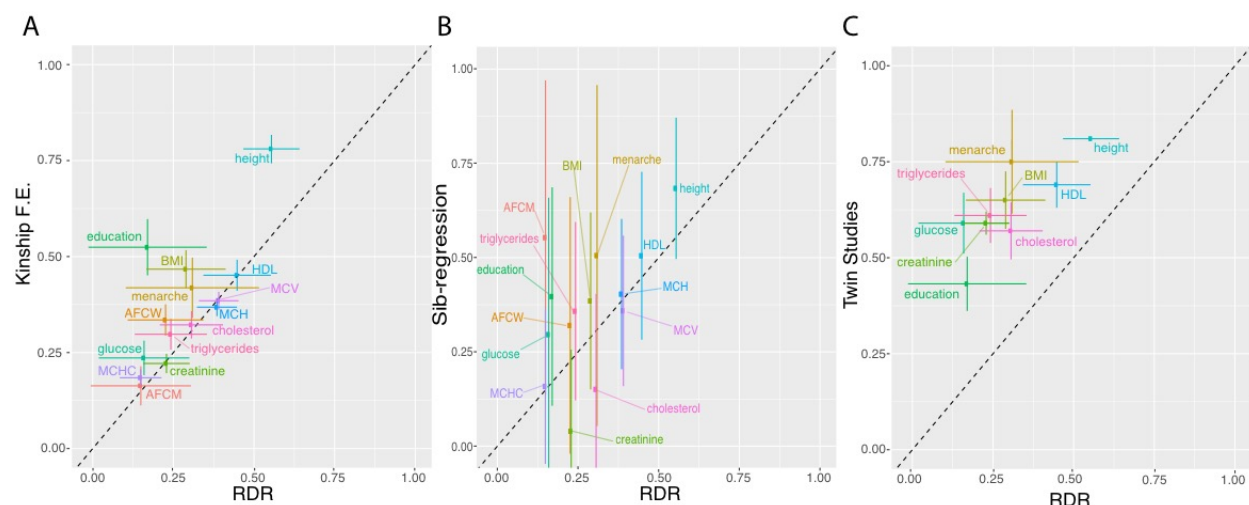 A
Kinship F.E.
1.00
0.75
0.50
0.25
0.00
height
education
BMI
HDL
menarche
MCV
AFCW
MCH
cholesterol
triglycerides
glucose
creatinine
MCHC
AFCM
0.00 0.25 0.50 0.75 1.00
RDR
B
Sib-regression
1.00
0.75
0.50
0.25
0.00
menarche
BMI
height
AFCM
triglycerides
HDL
education
MCH
AFCW
MCV
glucose
MCHC
cholesterol
creatinine
0.00 0.25 0.50 0.75 1.00
RDR
C
Twin Studies
1.00
0.75
0.50
0.25
0.00
menarche
height
triglycerides
BMI
HDL
glucose
cholesterol
creatinine
education
0.00 0.25 0.50 0.75 1.00
RDR